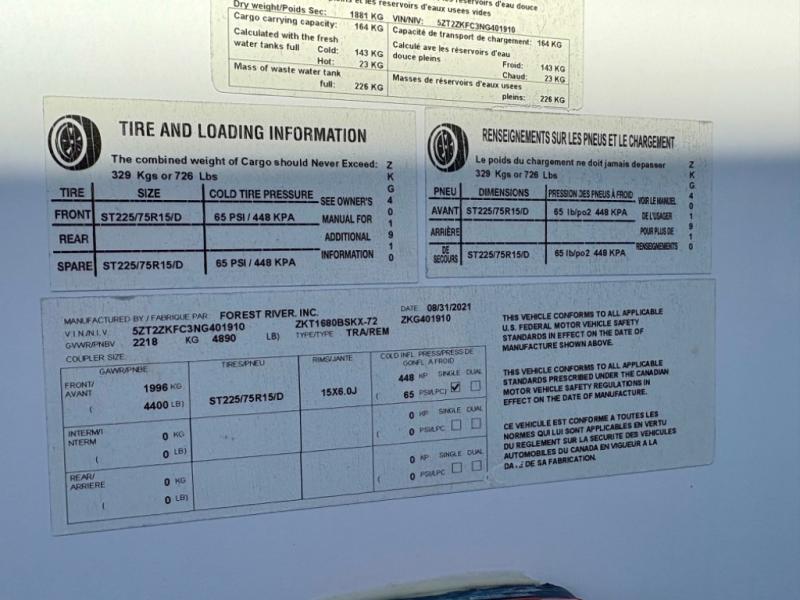 et les réservoirs d'eaux usees vides
réservoirs d'eau douce
Dry weight/Poids Sec: 1881 KG VIN/NIV: 5ZT2ZKFC3NG401910
Cargo carrying capacity: 164 KG
Calculated with the fresh
water tanks full Cold: 143 KG
Hot: 23 KG
Mass of waste water tank
full: 226 KG
Capacité de transport de chargement: 164 KG
Calculé ave les réservoirs d'eau
douce pleins Froid: 143 KG
Chaud: 23 KG
Masses de réservoirs d'eaux usees
pleins: 226 KG
TIRE AND LOADING INFORMATION
The combined weight of Cargo should Never Exceed:
329 Kgs or 726 Lbs
TIRE SIZE COLD TIRE PRESSURE
FRONT ST225/75R15/D 65 PSI / 448 KPA
REAR
SPARE ST225/75R15/D 65 PSI / 448 KPA
SEE OWNER'S
MANUAL FOR
ADDITIONAL
INFORMATION
ZKG401910
RENSEIGNEMENTS SUR LES PNEUS ET LE CHARGEMENT
Le poids du chargement ne doit jamais depasser
329 Kgs or 726 Lbs
PNEU DIMENSIONS PRESSION DES PNEUS À FROID
AVANT ST225/75R15/D 65 lb/po2 448 KPA
ARRIÈRE
DE
SECOURS ST225/75R15/D 65 lb/po2 448 KPA
VOIR LE MANUEL
DE L'USAGER
POUR PLUS DE
RENSEIGNEMENTS
ZKG401910
MANUFACTURED BY / FABRIQUE PAR: FOREST RIVER, INC. DATE 08/31/2021
V.I.N./N.I.V. 5ZT2ZKFC3NG401910 ZKT1680BSKX-72 ZKG401910
GVWR/PNBV 2218 KG 4890 LB) TYPE/TYPE TRA/REM
COUPLER SIZE:
GAWR/PNBE TIRES/PNEU RIMS/JANTE COLD INFL. PRESS/PRESS DE
GONFL. A FROID
FRONT/
AVANT 1996 KG
( 4400 LB)
ST225/75R15/D 15X6.0J
448 KP SINGLE DUAL
( 65 PSI/LPC)
INTERM/I
NTERM 0 KG
( 0 LB)
0 KP SINGLE DUAL
( 0 PSI/LPC
REAR/
ARRIERE 0 KG
( 0 LB)
0 KP SINGLE DUAL
( 0 PSI/LPC
THIS VEHICLE CONFORMS TO ALL APPLICABLE
U.S. FEDERAL MOTOR VEHICLE SAFETY
STANDARDS IN EFFECT ON THE DATE OF
MANUFACTURE SHOWN ABOVE.
THIS VEHICLE CONFORMS TO ALL APPLICABLE
STANDARDS PRESCRIBED UNDER THE CANADIAN
MOTOR VEHICLE SAFETY REGULATIONS IN
EFFECT ON THE DATE OF MANUFACTURE.
CE VEHICULE EST CONFORME A TOUTES LES
NORMES QUI LUI SONT APPLICABLES EN VERTU
DU REGLEMENT SUR LA SECURITE DES VEHICULES
AUTOMOBILES DU CANADA EN VIGUEUR A LA
DE SA FABRICATION.